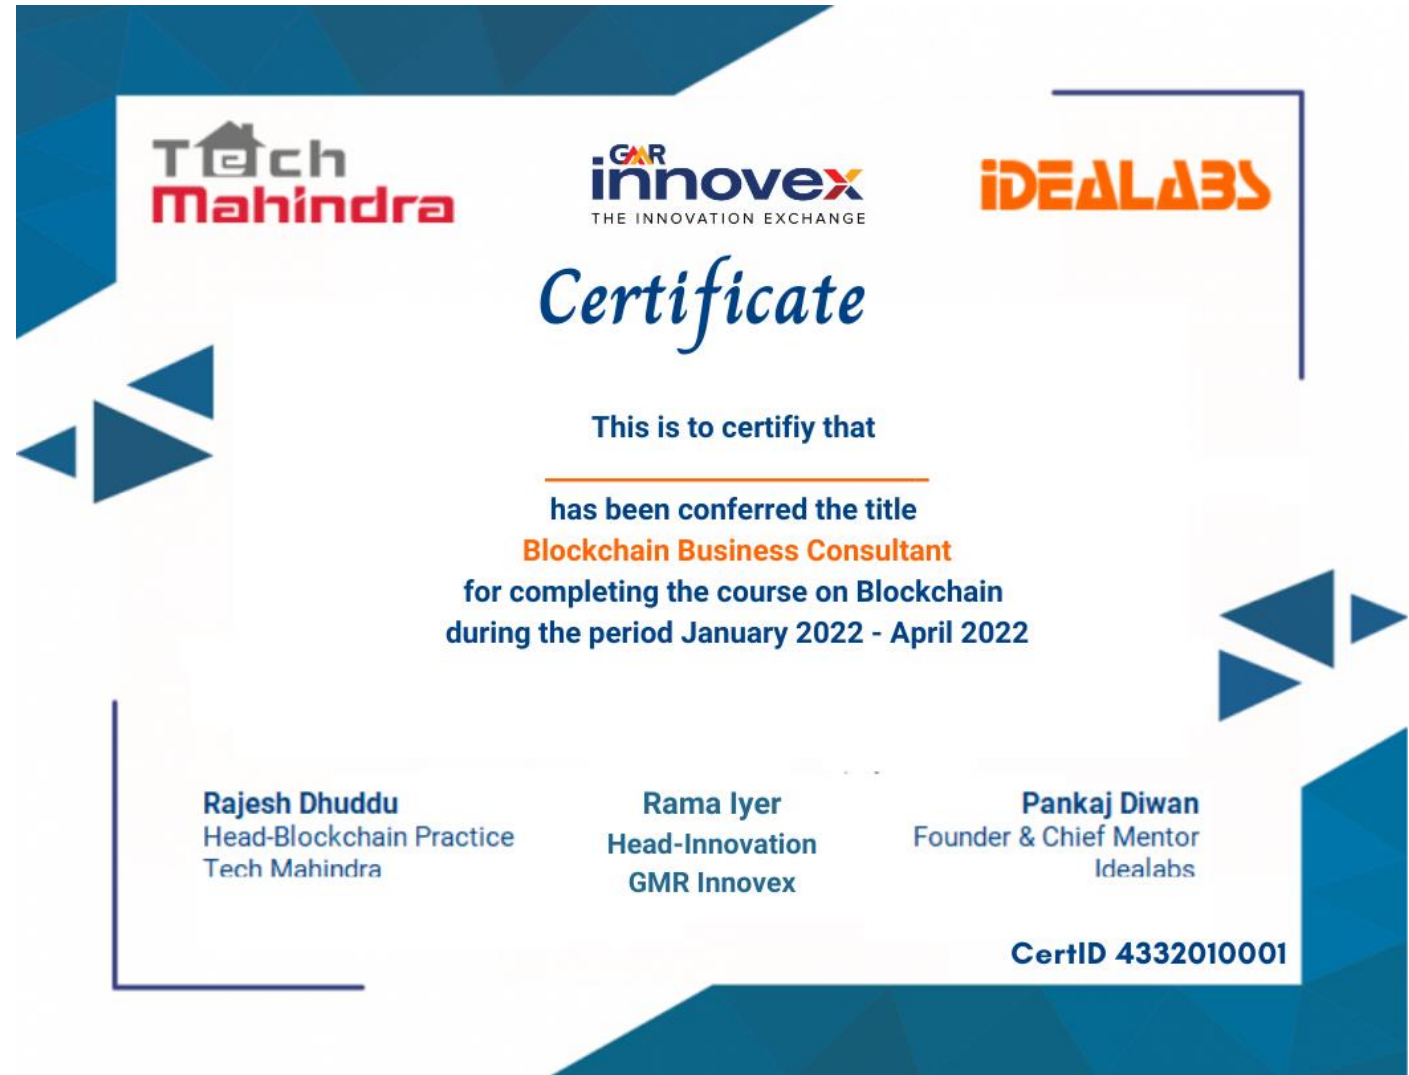 Tech
Mahindra
GMR
innovex
THE INNOVATION EXCHANGE
iDEALABS
Certificate
This is to certifiy that
has been conferred the title
Blockchain Business Consultant
for completing the course on Blockchain
during the period January 2022 - April 2022
Rajesh Dhuddu
Head-Blockchain Practice
Tech Mahindra
Rama Iyer
Head-Innovation
GMR Innovex
Pankaj Diwan
Founder & Chief Mentor
Idealabs
CertID 4332010001